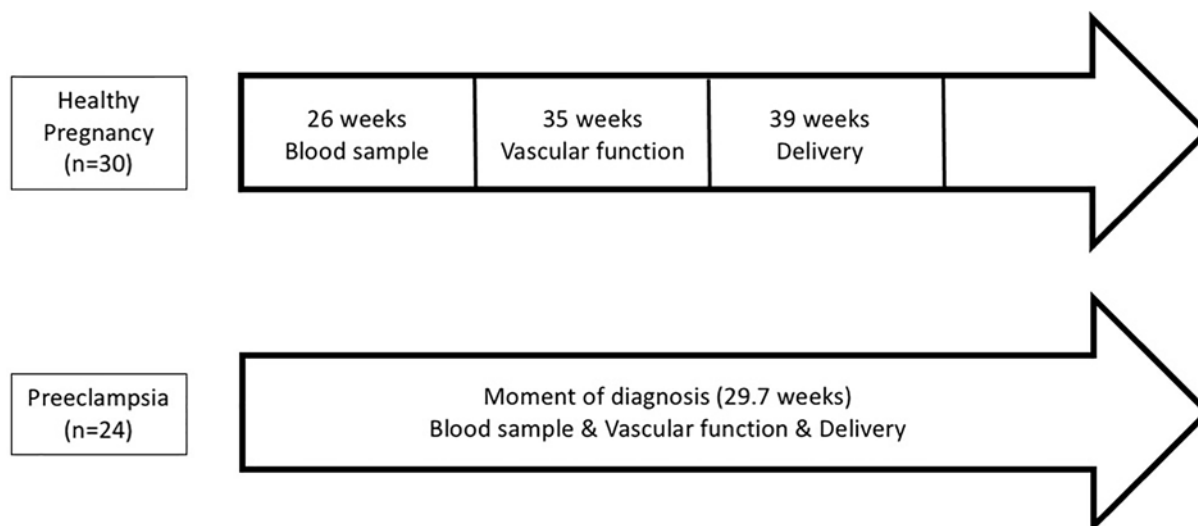 Healthy
Pregnancy
(n=30)
26 weeks
Blood sample
35 weeks
Vascular function
39 weeks
Delivery
Preeclampsia
(n=24)
Moment of diagnosis (29.7 weeks)
Blood sample & Vascular function & Delivery